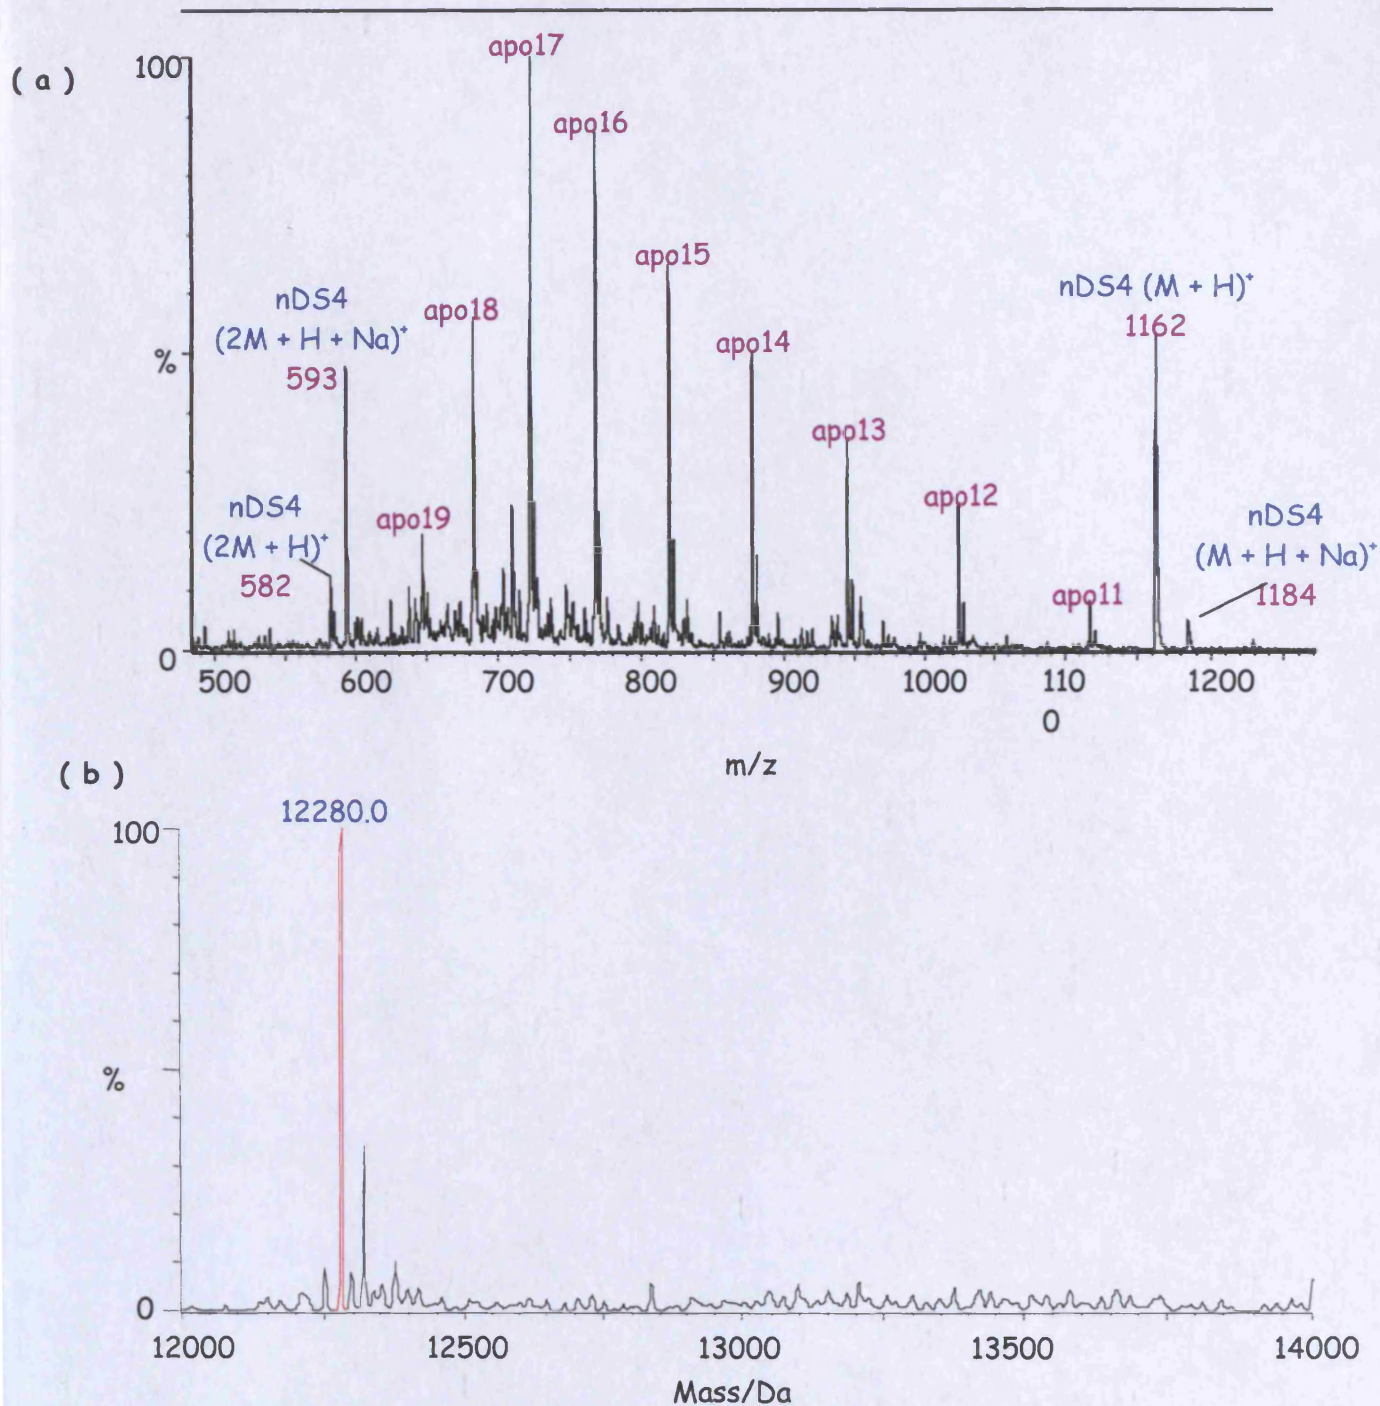 ( a )
100
%
0
apo17
apo16
apo15
apo18
nDS4
(2M + H + Na)⁺
593
apo14
nDS4 (M + H)⁺
1162
apo13
apo12
apo19
nDS4
(2M + H)⁺
582
nDS4
(M + H + Na)⁺
1184
apo11
500
600
700
800
900
1000
110
0
1200
m/z
( b )
12280.0
100
%
0
12000
12500
13000
13500
14000
Mass/Da